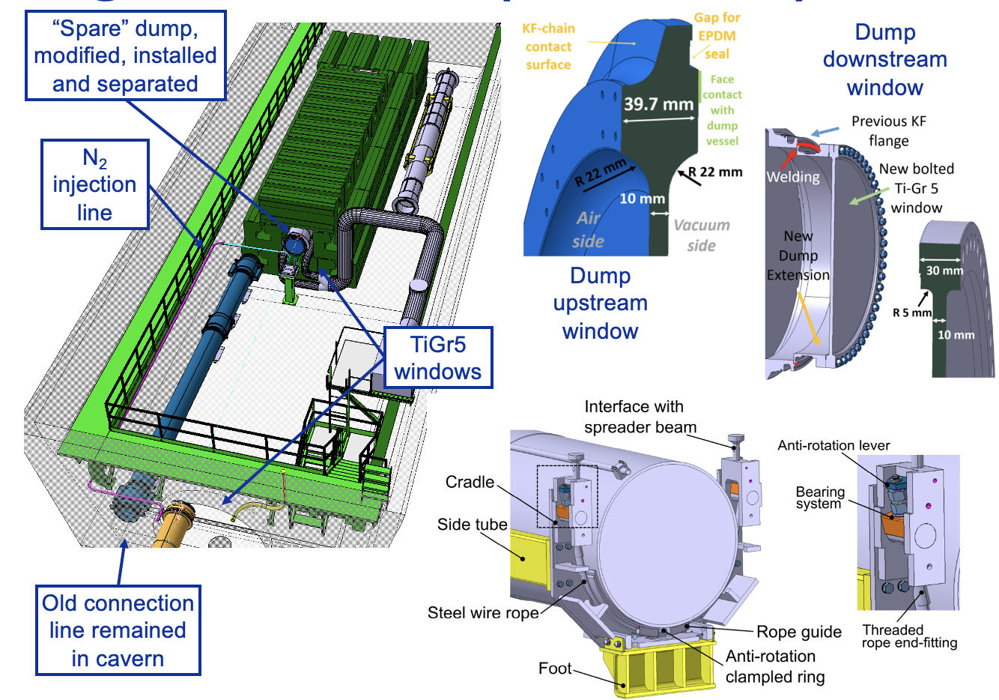 “Spare” dump,
modified, installed
and separated
N2
injection
line
TiGr5
windows
Old connection
line remained
in cavern
KF-chain
contact
surface
Gap for
EPDM
seal
Face
contact
with
dump
vessel
39.7 mm
R 22 mm
R 22 mm
10 mm
Air
side
Vacuum
side
Dump
upstream
window
Dump
downstream
window
Previous KF
flange
Welding
New bolted
Ti-Gr 5
window
New
Dump
Extension
30 mm
R 5 mm
10 mm
Interface with
spreader beam
Cradle
Side tube
Steel wire rope
Foot
Rope guide
Anti-rotation
clamped ring
Anti-rotation lever
Bearing
system
Threaded
rope end-fitting